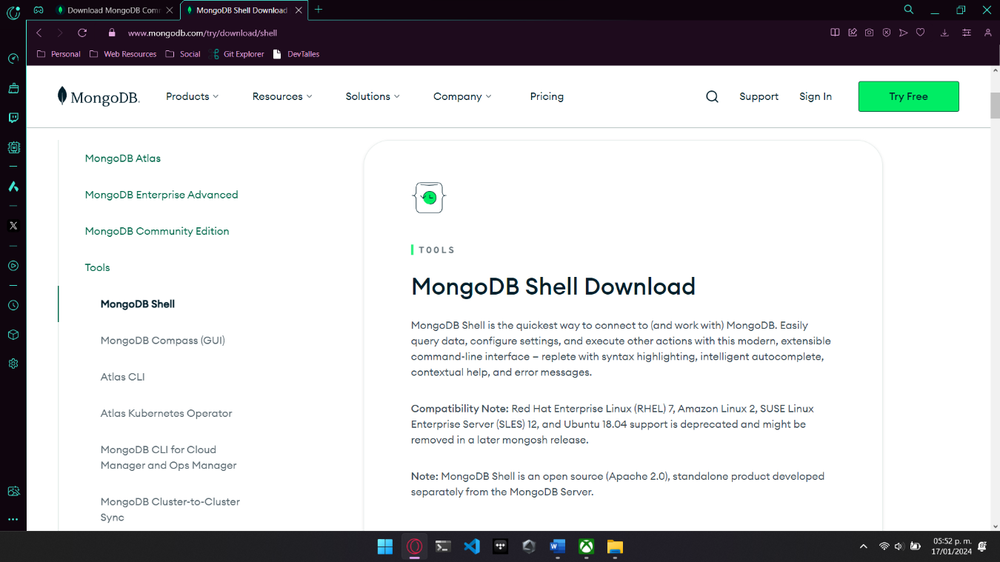 Download MongoDB Com
MongoDB Shell Download
www.mongodb.com/try/download/shell
Personal
Web Resources
Social
Git Explorer
DevTalles
MongoDB.
Products
Resources
Solutions
Company
Pricing
Support
Sign In
Try Free
MongoDB Atlas
MongoDB Enterprise Advanced
MongoDB Community Edition
Tools
MongoDB Shell
MongoDB Compass (GUI)
Atlas CLI
Atlas Kubernetes Operator
MongoDB CLI for Cloud
Manager and Ops Manager
MongoDB Cluster-to-Cluster
Sync
TOOLS
MongoDB Shell Download
MongoDB Shell is the quickest way to connect to (and work with) MongoDB. Easily
query data, configure settings, and execute other actions with this modern, extensible
command-line interface — replete with syntax highlighting, intelligent autocomplete,
contextual help, and error messages.
Compatibility Note: Red Hat Enterprise Linux (RHEL) 7, Amazon Linux 2, SUSE Linux
Enterprise Server (SLES) 12, and Ubuntu 18.04 support is deprecated and might be
removed in a later mongosh release.
Note: MongoDB Shell is an open source (Apache 2.0), standalone product developed
separately from the MongoDB Server.
05:52 p. m.
17/01/2024